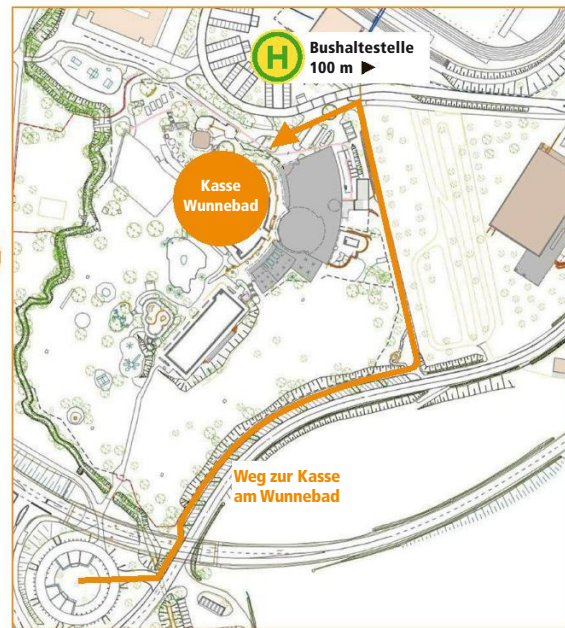 H
Bushaltestelle
100 m ►
Kasse
Wunnebad
Weg zur Kasse
am Wunnebad